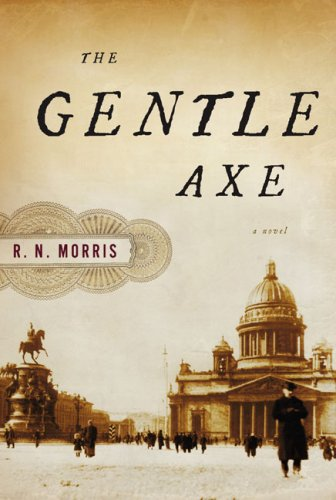 THE
GENTLE
AXE
a novel
R. N. MORRIS